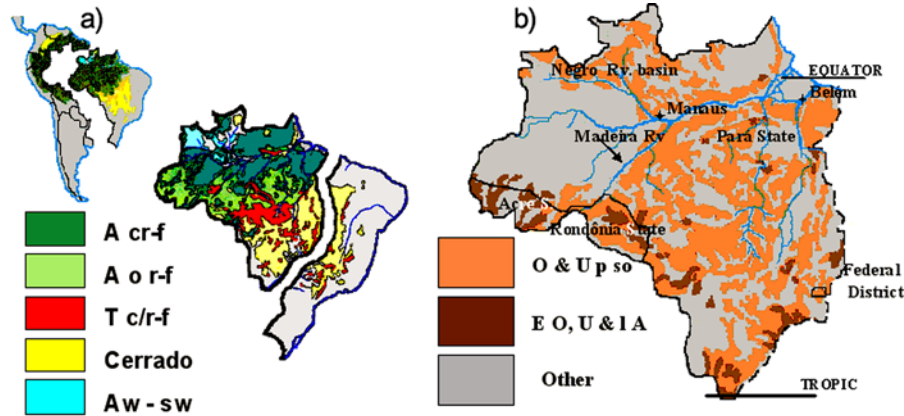 a)
A cr-f
A o r-f
T c/r-f
Cerrado
Aw - sw
b)
Negro Rv. basin
EQUATOR
Belém
Manaus
Madeira Rv
Pará State
Acre S.
Rondônia State
O & U p so
Federal
District
E O, U & l A
Other
TROPIC